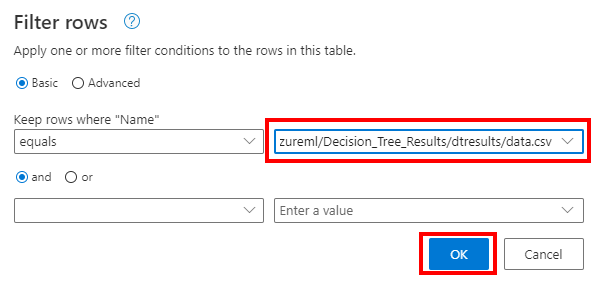 Filter rows ?
Apply one or more filter conditions to the rows in this table.
Basic Advanced
Keep rows where "Name"
equals zureml/Decision_Tree_Results/dtresults/data.csv
and or
Enter a value
OK Cancel